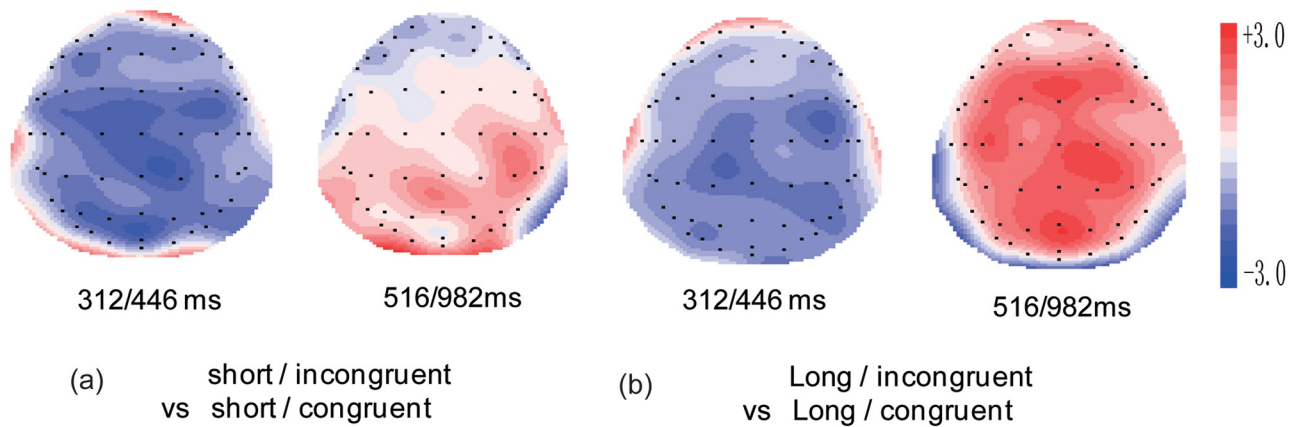 +3.0
-3.0
312/446 ms
516/982ms
312/446 ms
516/982ms
(a) short / incongruent
vs short / congruent
(b) Long / incongruent
vs Long / congruent